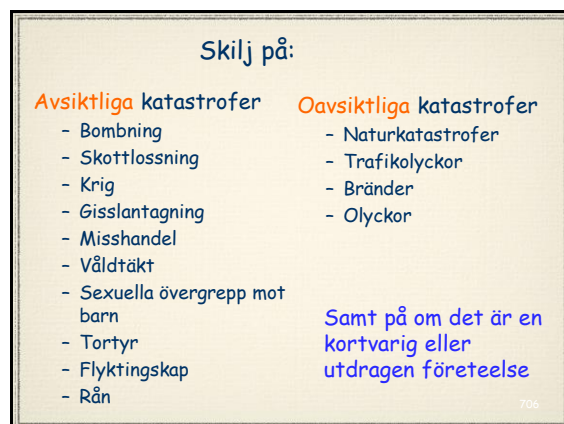 Skilj på:
Avsiktliga katastrofer
– Bombning
– Skottlossning
– Krig
– Gisslantagning
– Misshandel
– Våldtäkt
– Sexuella övergrepp mot
barn
– Tortyr
– Flyktingskap
– Rån
Oavsiktliga katastrofer
– Naturkatastrofer
– Trafikolyckor
– Bränder
– Olyckor
Samt på om det är en
kortvarig eller
utdragen företeelse
706